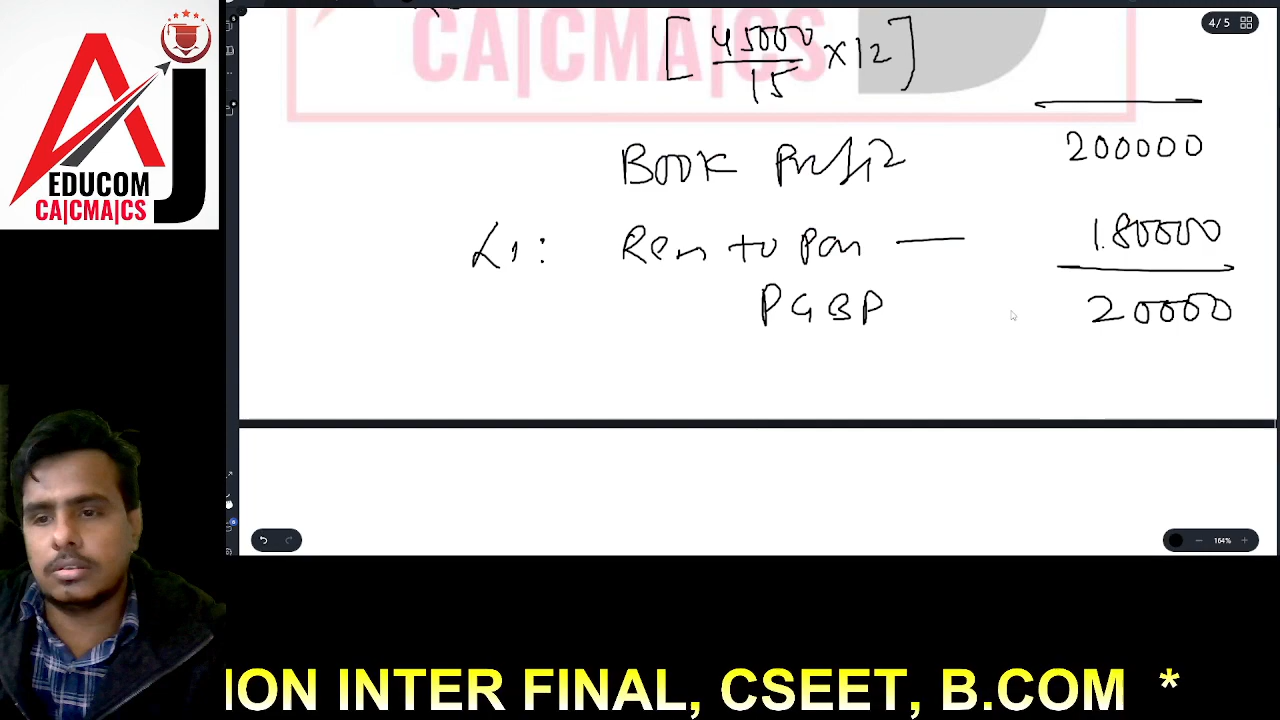 4/5
[ 45000/15 × 12 ]
CA|CMA|CS
AJ
EDUCOM
CA|CMA|CS
Book Profit 200000
L1: Rem to Par — 180000
PGBP 20000
164%
ION INTER FINAL, CSEET, B.COM *